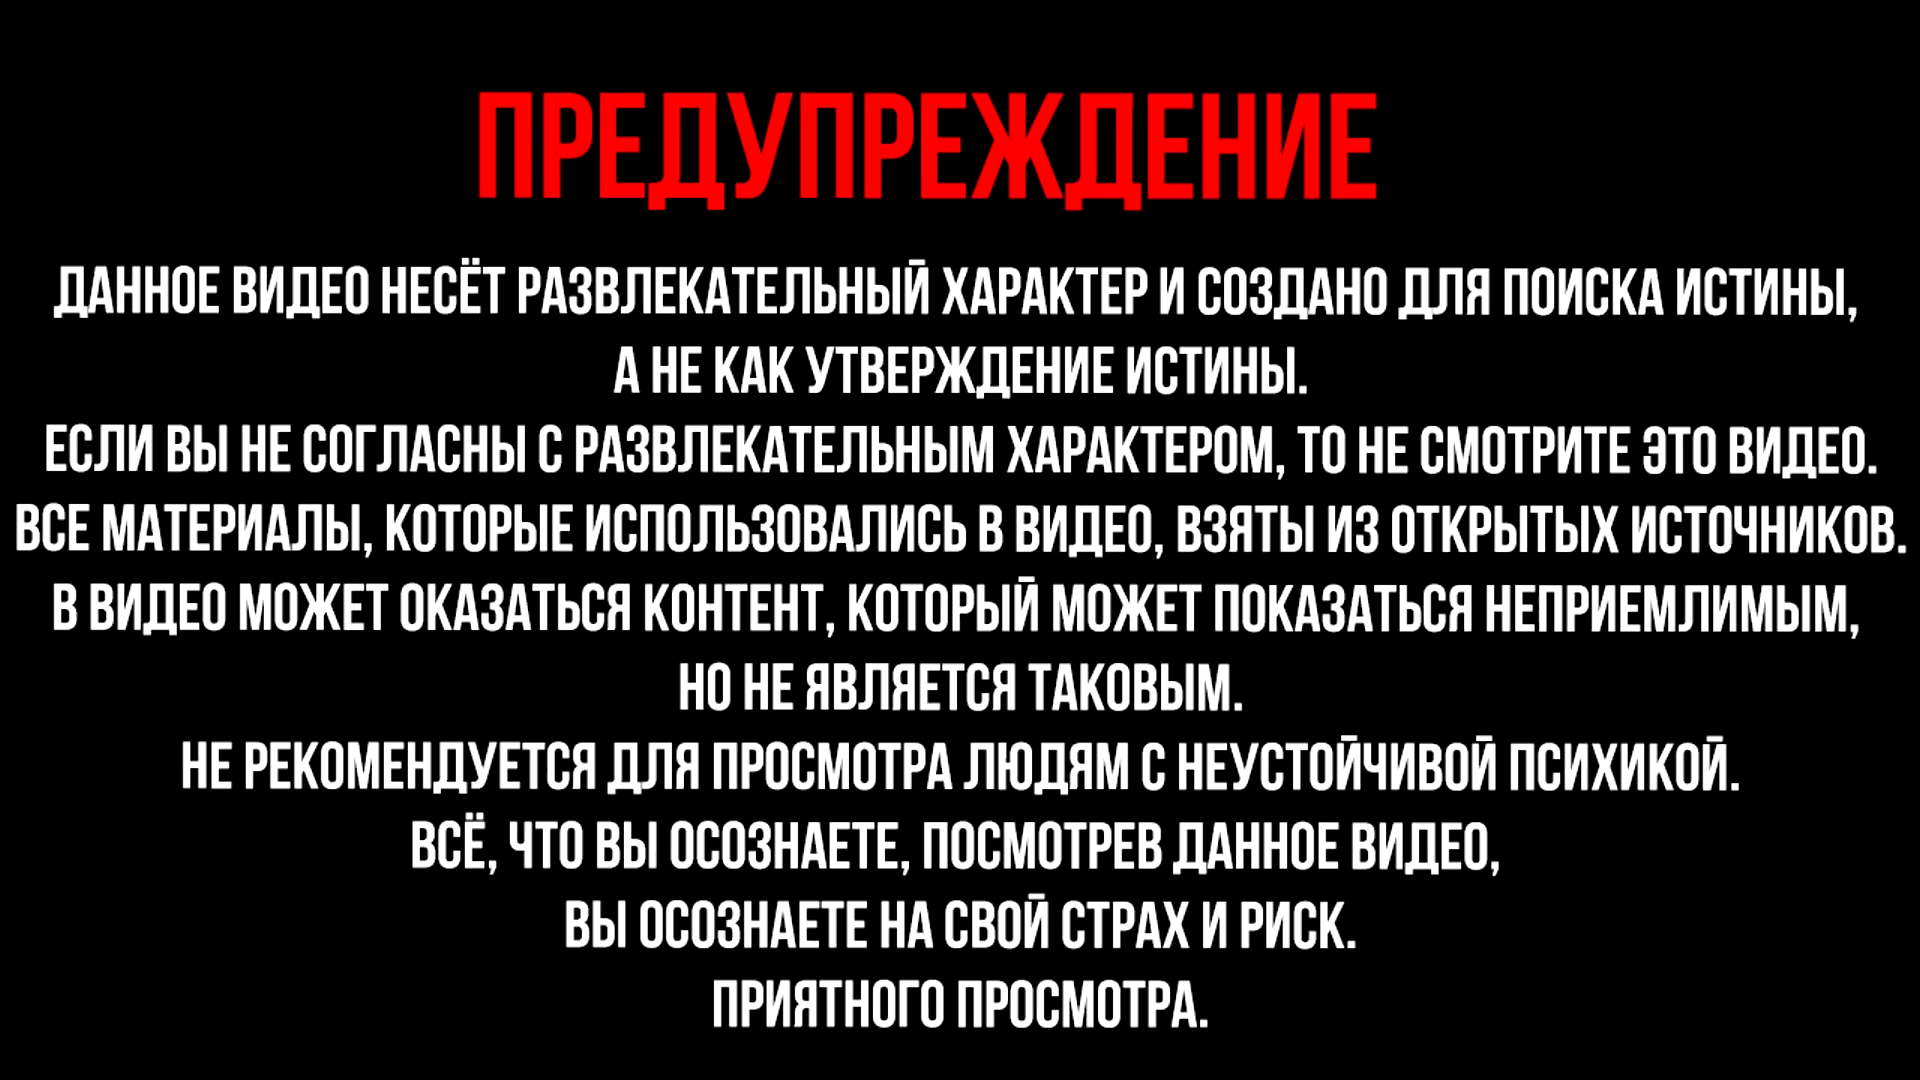 ПРЕДУПРЕЖДЕНИЕ
ДАННОЕ ВИДЕО НЕСЁТ РАЗВЛЕКАТЕЛЬНЫЙ ХАРАКТЕР И СОЗДАНО ДЛЯ ПОИСКА ИСТИНЫ,
А НЕ КАК УТВЕРЖДЕНИЕ ИСТИНЫ.
ЕСЛИ ВЫ НЕ СОГЛАСНЫ С РАЗВЛЕКАТЕЛЬНЫМ ХАРАКТЕРОМ, ТО НЕ СМОТРИТЕ ЭТО ВИДЕО.
ВСЕ МАТЕРИАЛЫ, КОТОРЫЕ ИСПОЛЬЗОВАЛИСЬ В ВИДЕО, ВЗЯТЫ ИЗ ОТКРЫТЫХ ИСТОЧНИКОВ.
В ВИДЕО МОЖЕТ ОКАЗАТЬСЯ КОНТЕНТ, КОТОРЫЙ МОЖЕТ ПОКАЗАТЬСЯ НЕПРИЕМЛИМЫМ,
НО НЕ ЯВЛЯЕТСЯ ТАКОВЫМ.
НЕ РЕКОМЕНДУЕТСЯ ДЛЯ ПРОСМОТРА ЛЮДЯМ С НЕУСТОЙЧИВОЙ ПСИХИКОЙ.
ВСЁ, ЧТО ВЫ ОСОЗНАЕТЕ, ПОСМОТРЕВ ДАННОЕ ВИДЕО,
ВЫ ОСОЗНАЕТЕ НА СВОЙ СТРАХ И РИСК.
ПРИЯТНОГО ПРОСМОТРА.